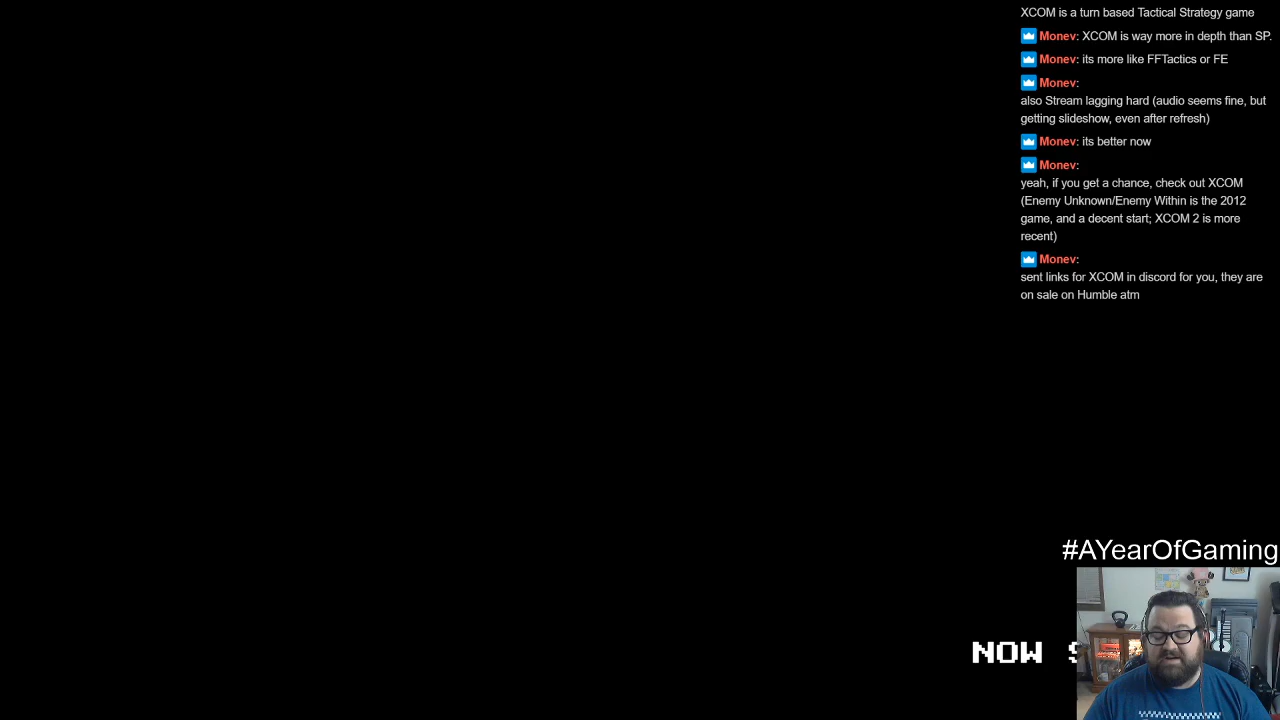 XCOM is a turn based Tactical Strategy game
Monev: XCOM is way more in depth than SP.
Monev: its more like FFTactics or FE
Monev:
also Stream lagging hard (audio seems fine, but
getting slideshow, even after refresh)
Monev: its better now
Monev:
yeah, if you get a chance, check out XCOM
(Enemy Unknown/Enemy Within is the 2012
game, and a decent start; XCOM 2 is more
recent)
Monev:
sent links for XCOM in discord for you, they are
on sale on Humble atm
#AYearOfGaming
NOW